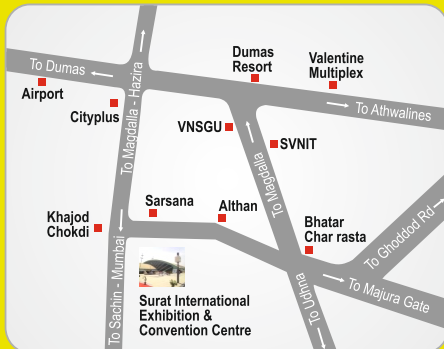 To Dumas
Airport
Cityplus
To Magdalla - Hazira
Dumas
Resort
Valentine
Multiplex
To Athwalines
VNSGU
SVNIT
To Magdalla
Sarsana
Althan
Khajod
Chokdi
Bhatar
Char rasta
To Ghoddod Rd
To Sachin - Mumbai
Surat International
Exhibition &
Convention Centre
To Udhna
To Majura Gate